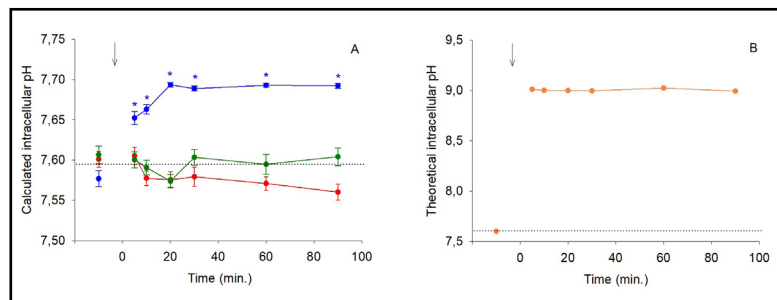 A
Calculated intracellular pH
7,75
7,70
7,65
7,60
7,55
7,50
* * * * * *
0 20 40 60 80 100
Time (min.)
B
Theoretical intracellular pH
9,5
9,0
8,5
8,0
7,5
0 20 40 60 80 100
Time (min.)